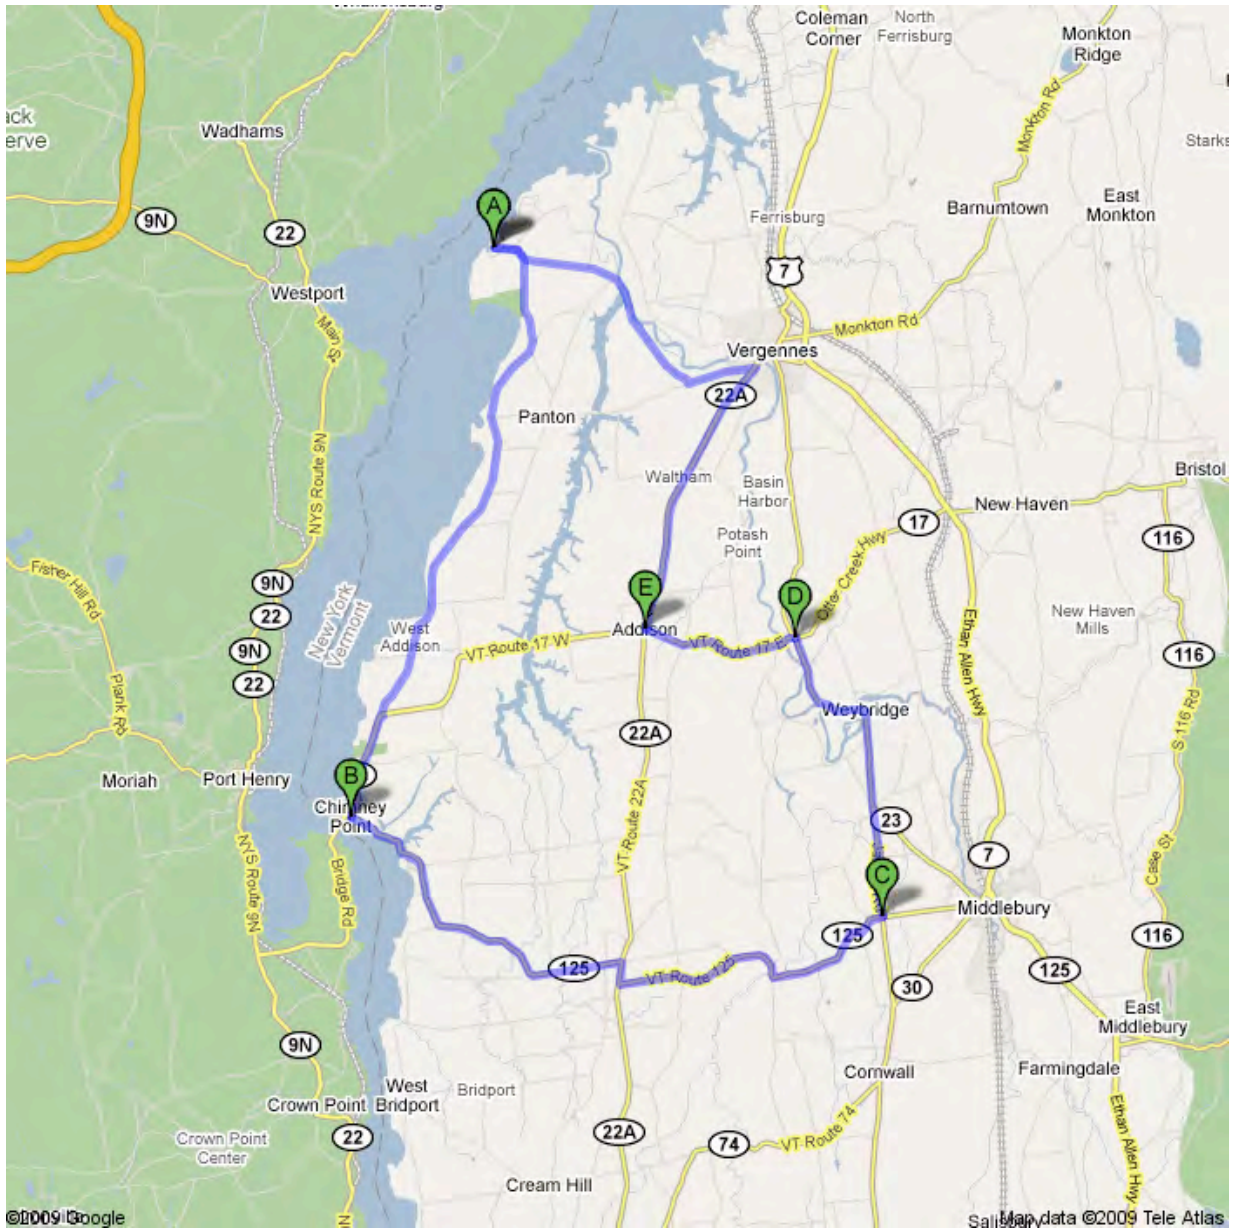 Coleman
Corner
North
Ferrisburg
Monkton
Ridge
Monkton Rd
ack
erve
Wadhams
Starks
A
9N
22
Barnumtown
East
Monkton
Ferrisburg
7
Westport
Main St
Monkton Rd
Vergennes
22A
Panton
NYS Route 9N
Waltham
Basin
Harbor
Bristol
New Haven
17
Potash
Point
116
Otter Creek Hwy
Fisher Hill Rd
9N
22
E
D
New York
Vermont
West
Addison
Addison
VT Route 17 W
VT Route 17 E
Ethan Allen Hwy
New Haven
Mills
9N
22
116
Plank Rd
Weybridge
22A
S-116 Rd
Moriah
Port Henry
B
Chimney
Point
VT Route 22A
23
7
Case St
C
NYS Route 9N
Bridge Rd
Middlebury
125
116
125
VT Route 125
125
30
East
Middlebury
9N
Cornwall
Farmingdale
West
Bridport
Bridport
Crown Point
22
Crown Point
Center
22A
74
VT Route 74
Ethan Allen Hwy
Cream Hill
©2009 Google
Map data ©2009 Tele Atlas